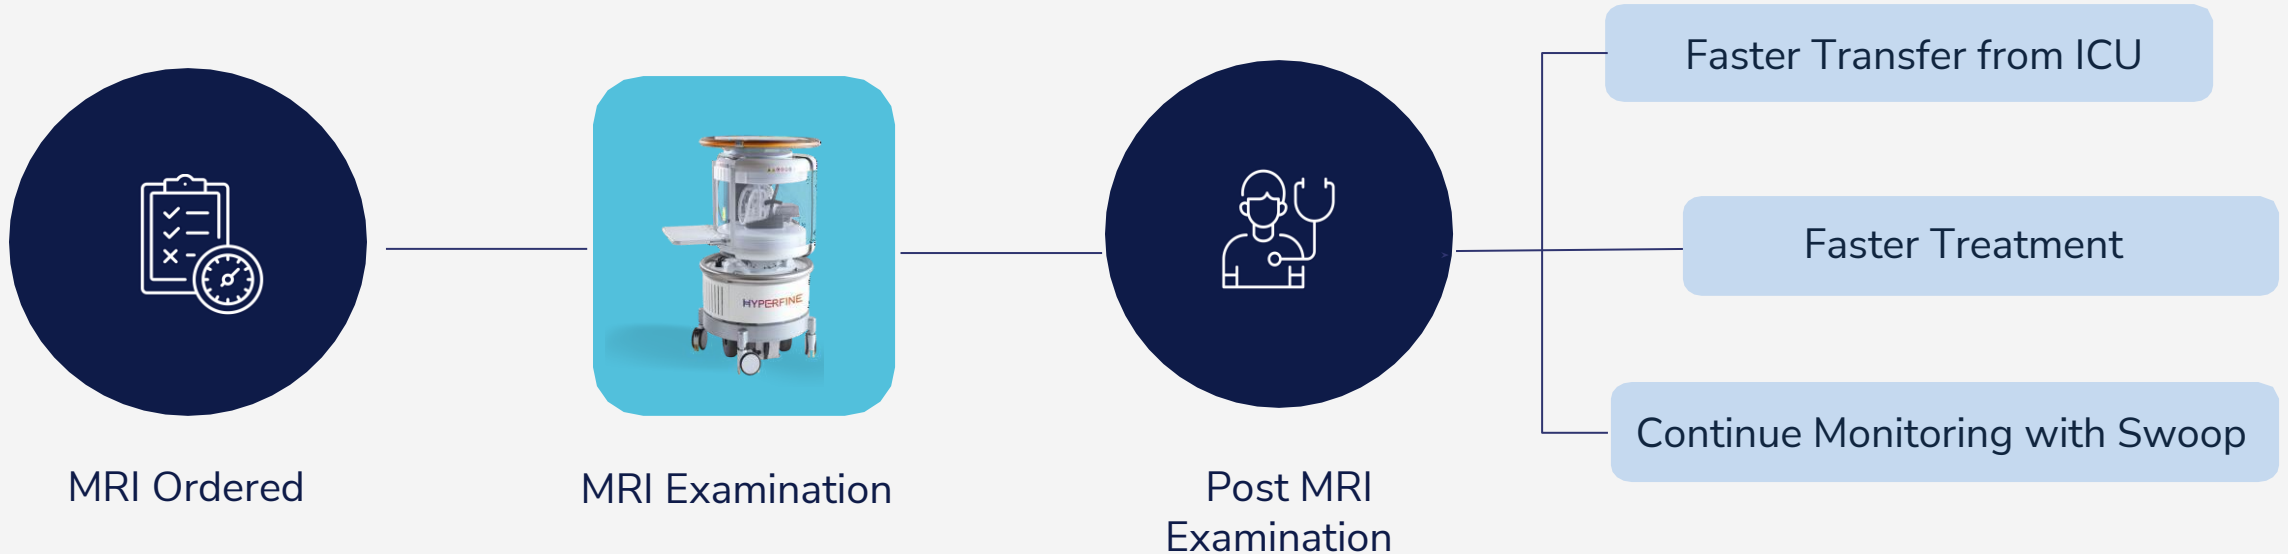 Faster Transfer from ICU
Faster Treatment
HYPERFINE
Continue Monitoring with Swoop
MRI Ordered
MRI Examination
Post MRI
Examination